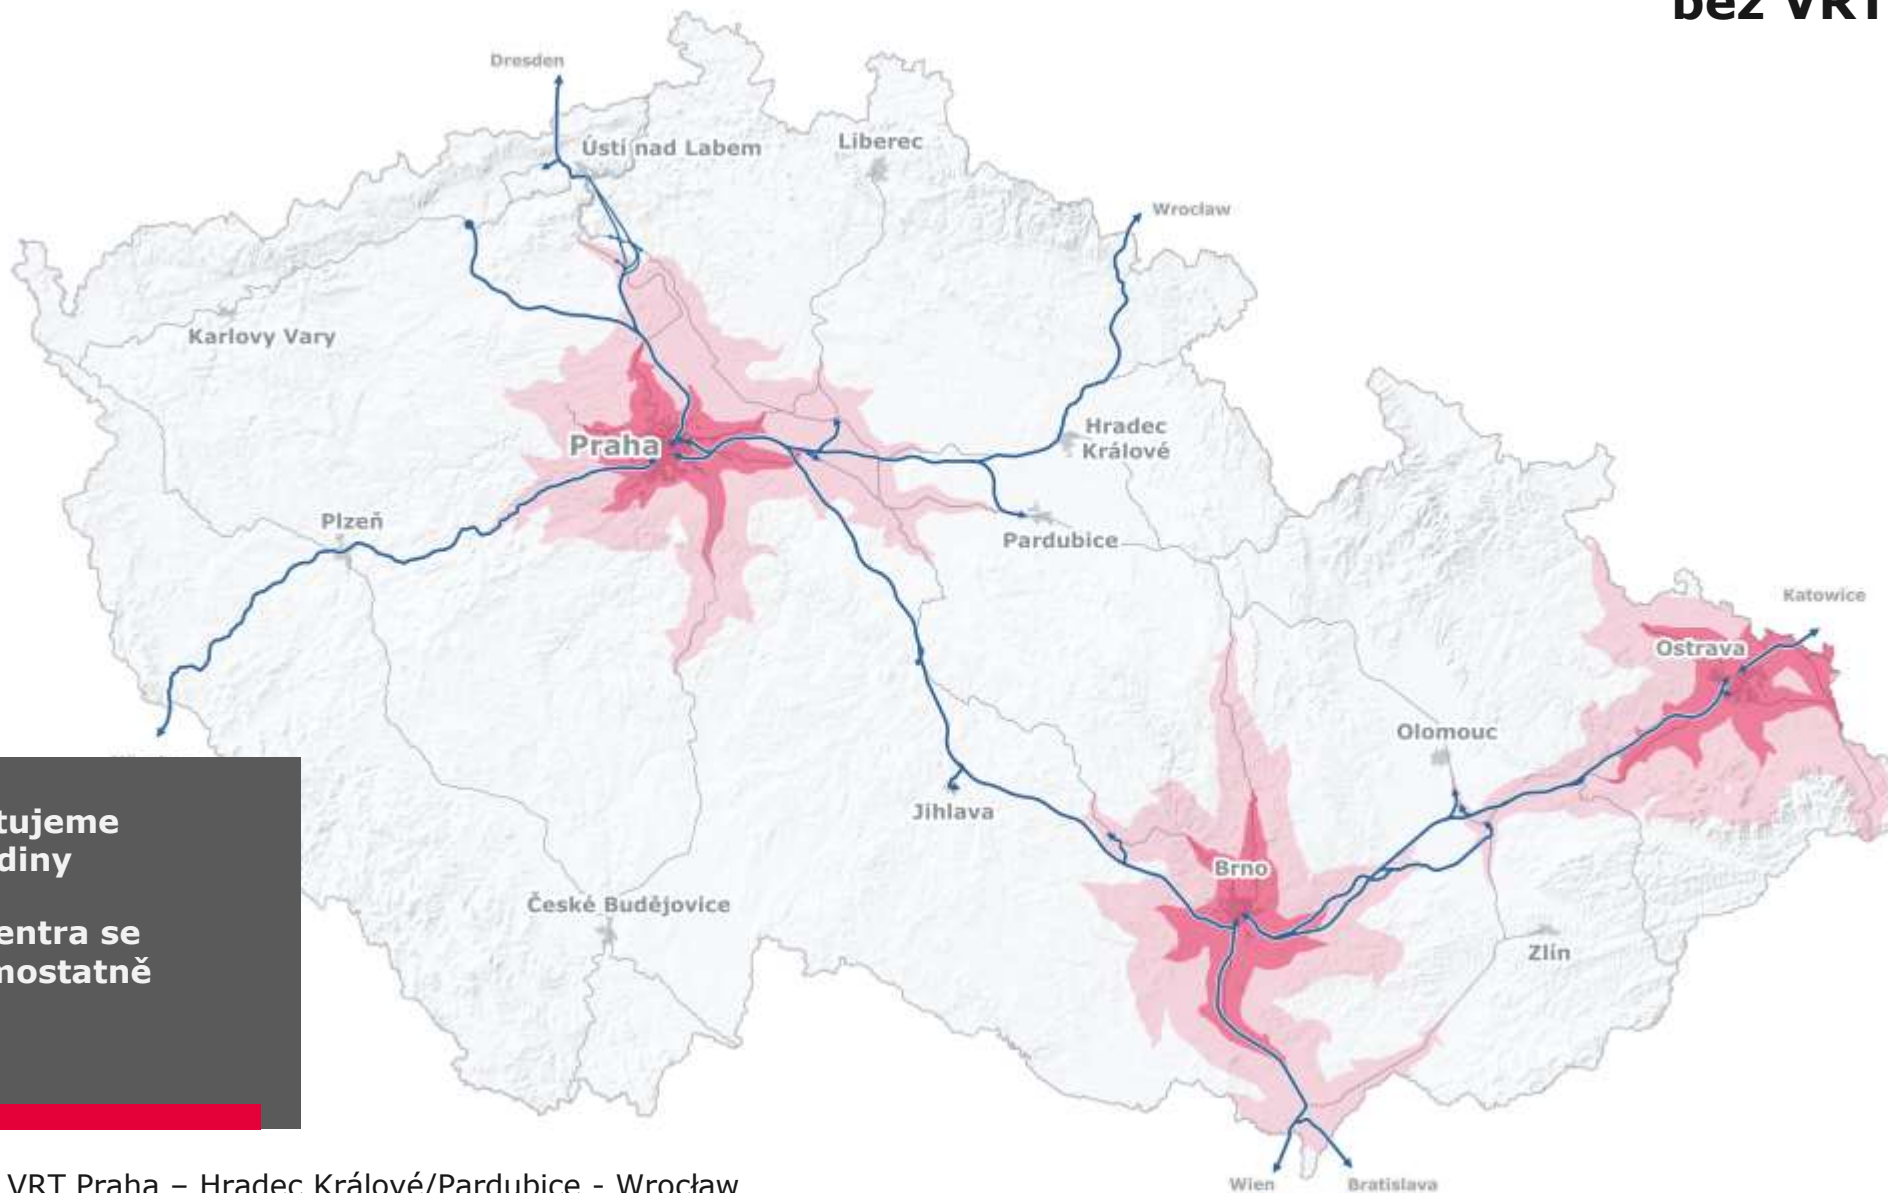 bez VRT
Dresden
Ústí nad Labem
Liberec
Wrocław
Karlovy Vary
Praha
Hradec
Králové
Plzeň
Pardubice
Katowice
Ostrava
Olomouc
Jihlava
Brno
České Budějovice
Zlín
tujeme
diny
entra se
mostatně
VRT Praha – Hradec Králové/Pardubice - Wrocław
Wien
Bratislava